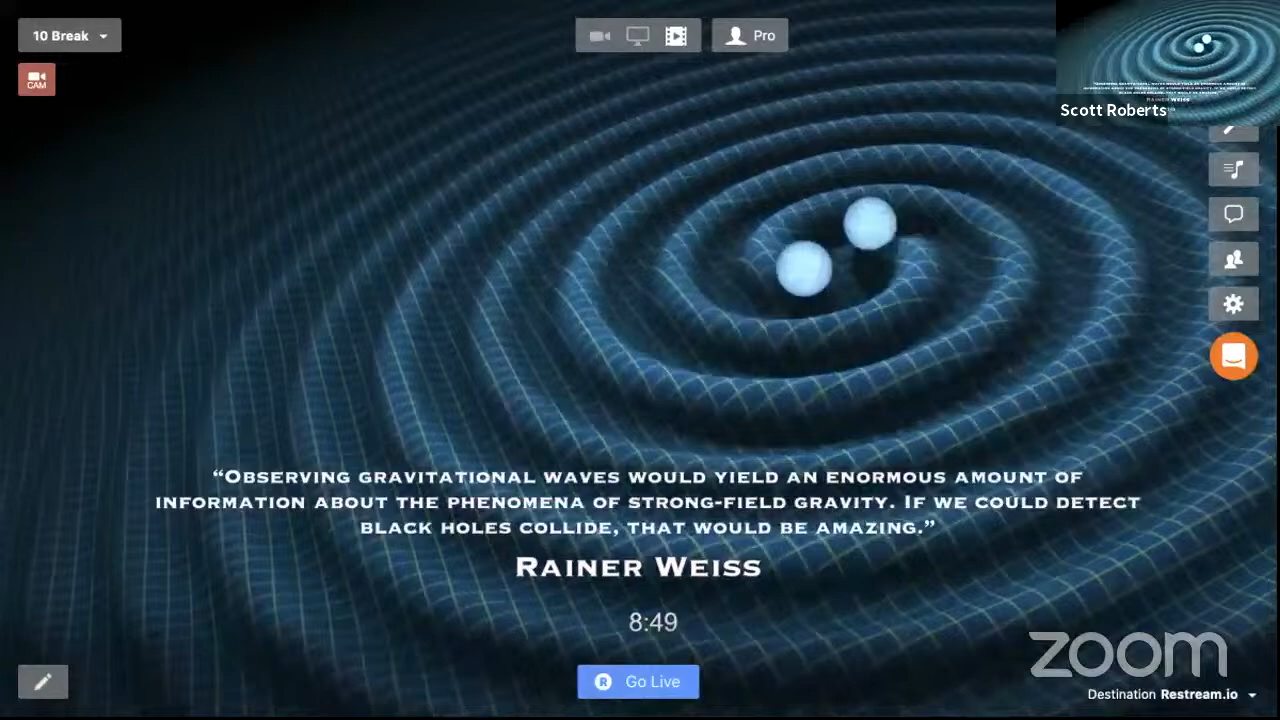 10 Break
Pro
CAM
Scott Roberts
“Observing gravitational waves would yield an enormous amount of
information about the phenomena of strong-field gravity. If we could detect
black holes collide, that would be amazing.”
Rainer Weiss
8:49
R Go Live
zoom
Destination Restream.io